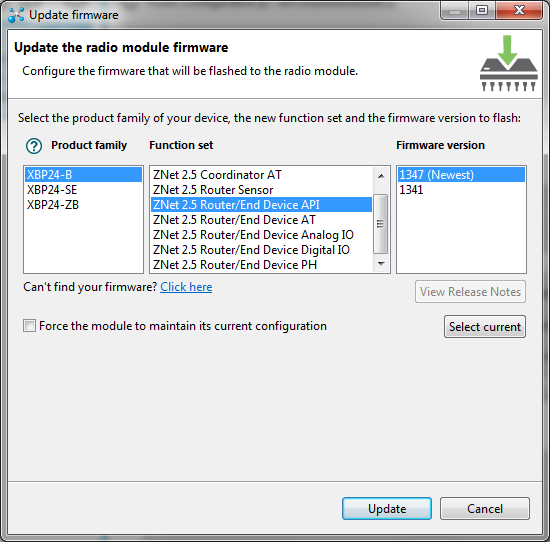 Update firmware
Update the radio module firmware
Configure the firmware that will be flashed to the radio module.
Select the product family of your device, the new function set and the firmware version to flash:
? Product family Function set Firmware version
XBP24-B
XBP24-SE
XBP24-ZB
ZNet 2.5 Coordinator AT
ZNet 2.5 Router Sensor
ZNet 2.5 Router/End Device API
ZNet 2.5 Router/End Device AT
ZNet 2.5 Router/End Device Analog IO
ZNet 2.5 Router/End Device Digital IO
ZNet 2.5 Router/End Device PH
1347 (Newest)
1341
Can't find your firmware? Click here
View Release Notes
Force the module to maintain its current configuration
Select current
Update
Cancel